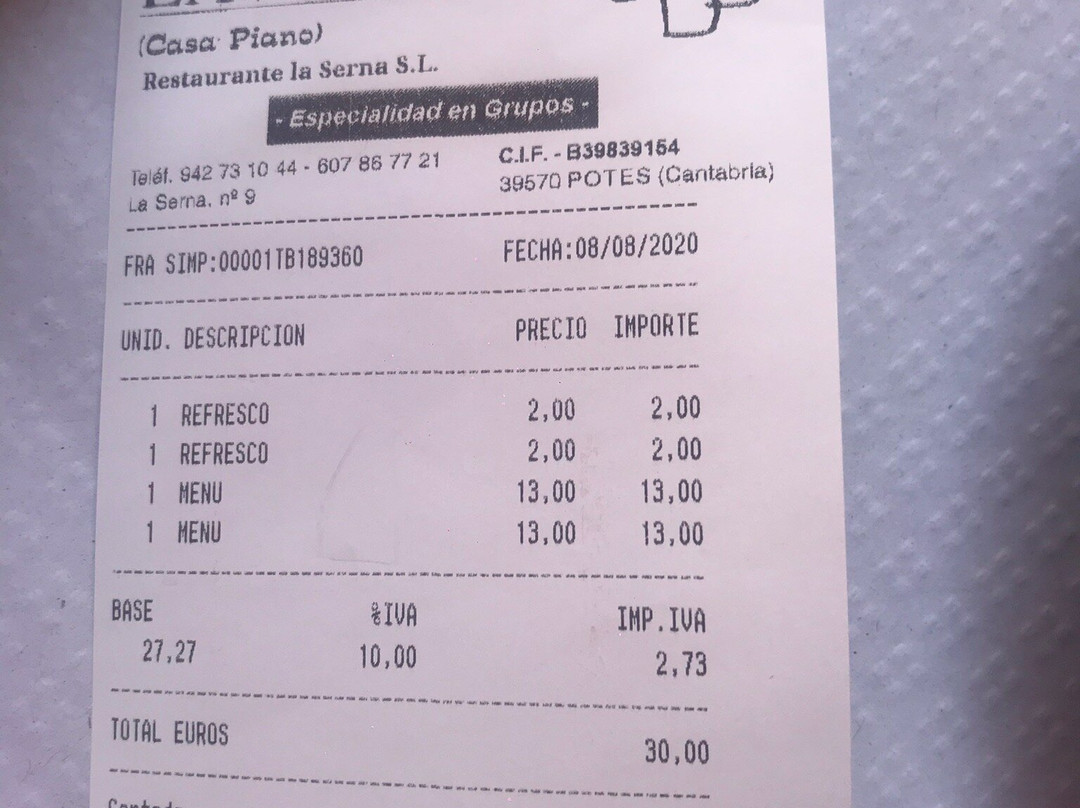 (Casa Piano)
Restaurante la Serna S.L.
- Especialidad en Grupos -
Teléf. 942 73 10 44 - 607 86 77 21
C.I.F. - B39839154
La Serna, nº 9
39570 POTES (Cantabria)
FRA SIMP:00001TB189360 FECHA:08/08/2020
UNID. DESCRIPCION PRECIO IMPORTE
1 REFRESCO 2,00 2,00
1 REFRESCO 2,00 2,00
1 MENU 13,00 13,00
1 MENU 13,00 13,00
BASE %IVA IMP.IVA
27,27 10,00 2,73
TOTAL EUROS 30,00